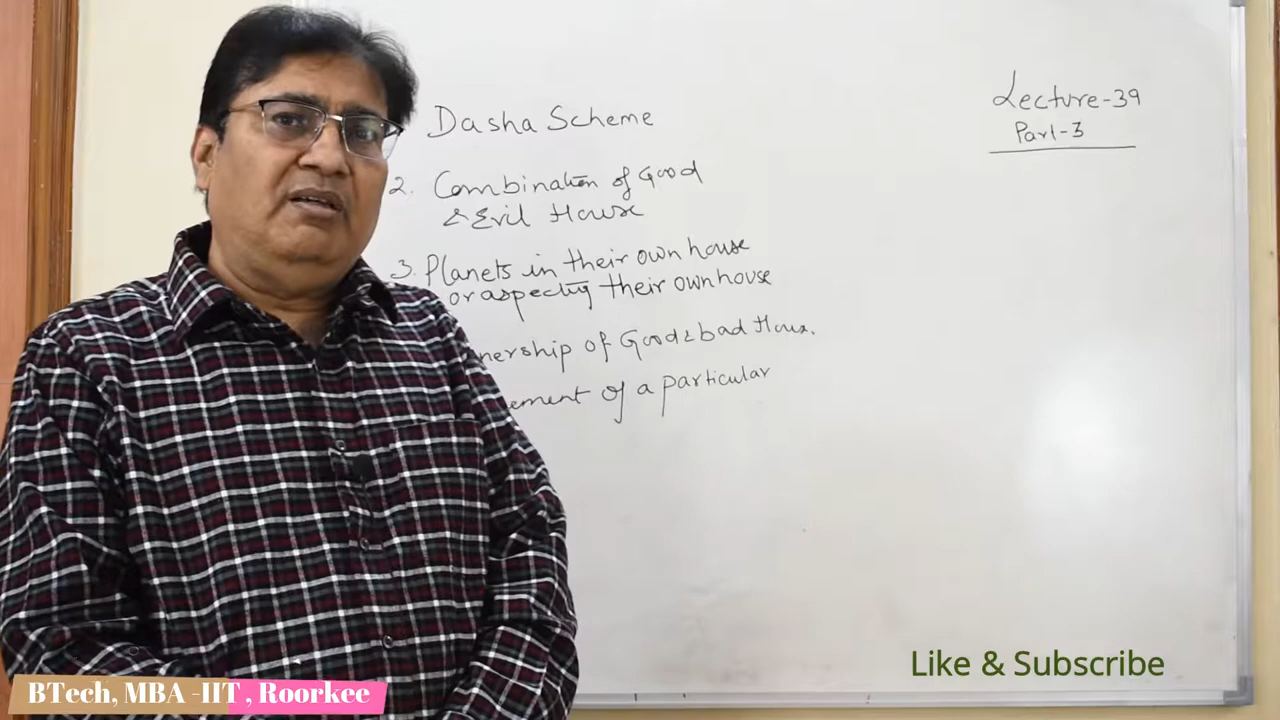 Dasha Scheme
Lecture-39
Part-3
2. Combination of Good
& Evil House
3. Planets in their own house
or aspecting their own house
nership of Good & bad House.
ement of a particular
Like & Subscribe
BTech, MBA -IIT , Roorkee